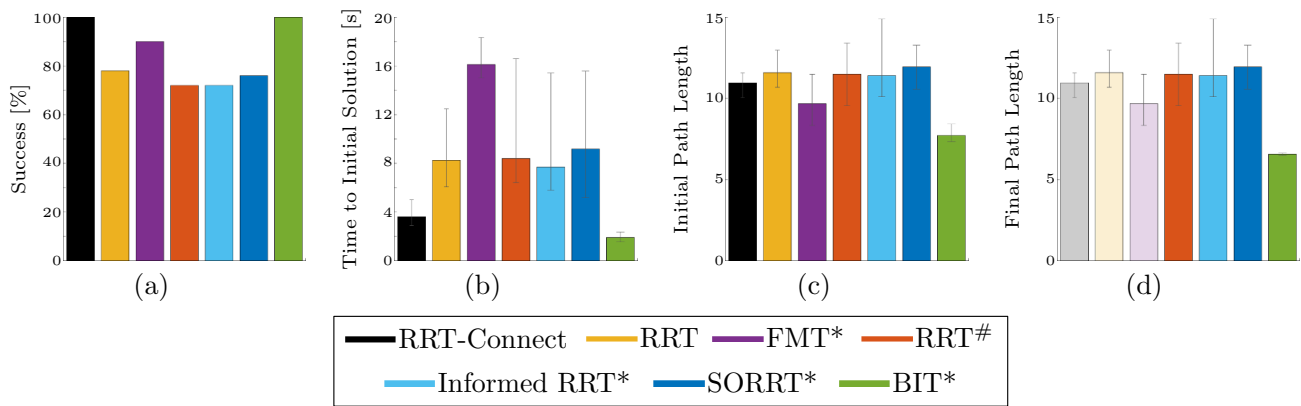 Success [%]
100
80
60
40
20
0
(a)
Time to Initial Solution [s]
20
16
12
8
4
0
(b)
Initial Path Length
15
10
5
0
(c)
Final Path Length
15
10
5
0
(d)
RRT-Connect RRT FMT* RRT#
Informed RRT* SORRT* BIT*